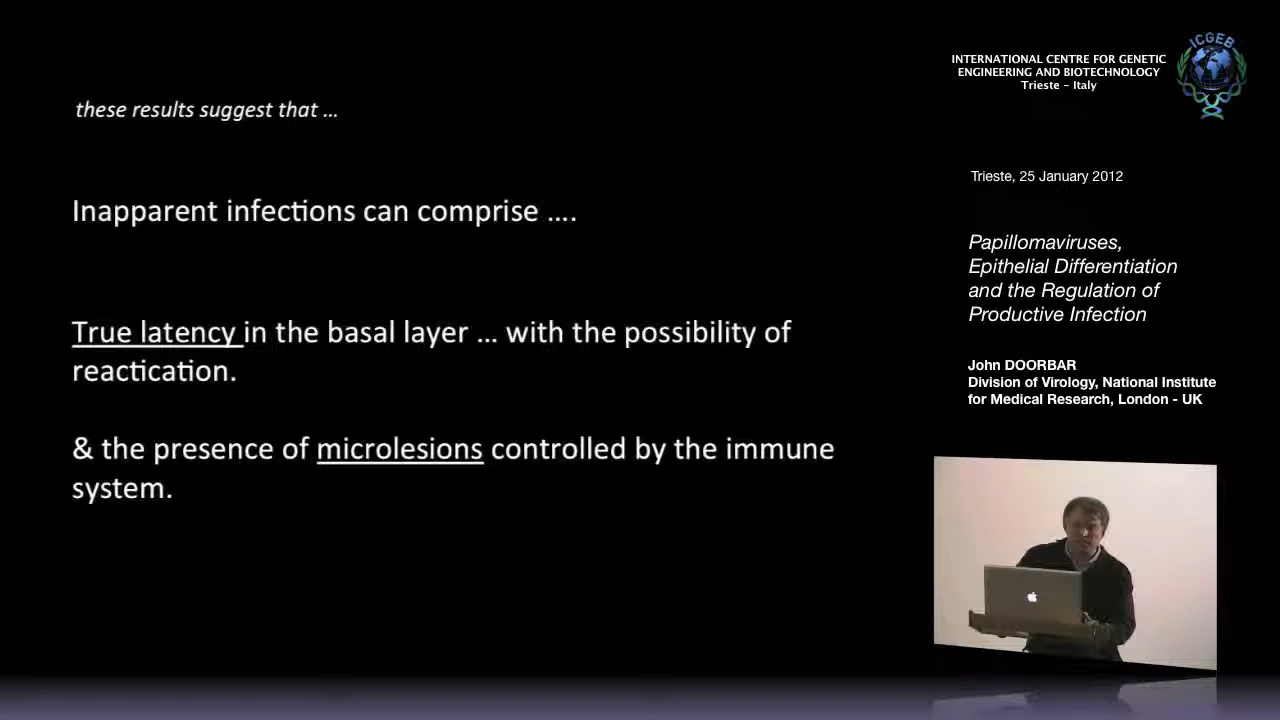 these results suggest that ...
Inapparent infections can comprise ....
True latency in the basal layer ... with the possibility of
reactication.
& the presence of microlesions controlled by the immune
system.
INTERNATIONAL CENTRE FOR GENETIC
ENGINEERING AND BIOTECHNOLOGY
Trieste - Italy
ICGEB
Trieste, 25 January 2012
Papillomaviruses,
Epithelial Differentiation
and the Regulation of
Productive Infection
John DOORBAR
Division of Virology, National Institute
for Medical Research, London - UK